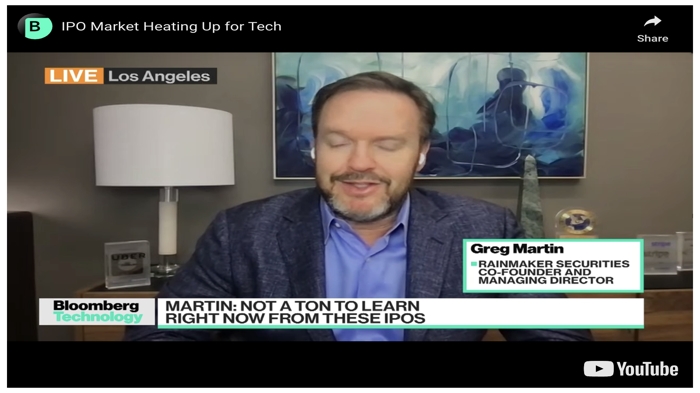 B
IPO Market Heating Up for Tech
Share
LIVE Los Angeles
UBER
Greg Martin
RAINMAKER SECURITIES
CO-FOUNDER AND
MANAGING DIRECTOR
Bloomberg
Technology
MARTIN: NOT A TON TO LEARN
RIGHT NOW FROM THESE IPOS
YouTube